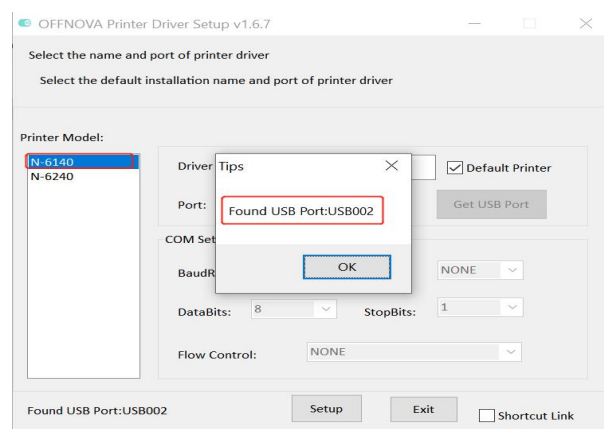 OFFNOVA Printer Driver Setup v1.6.7
Select the name and port of printer driver
Select the default installation name and port of printer driver
Printer Model:
N-6140
N-6240
Driver
Tips
Default Printer
Port:
Found USB Port:USB002
Get USB Port
COM Set
OK
BaudR
NONE
DataBits:
8
StopBits:
1
Flow Control:
NONE
Found USB Port:USB002
Setup
Exit
Shortcut Link